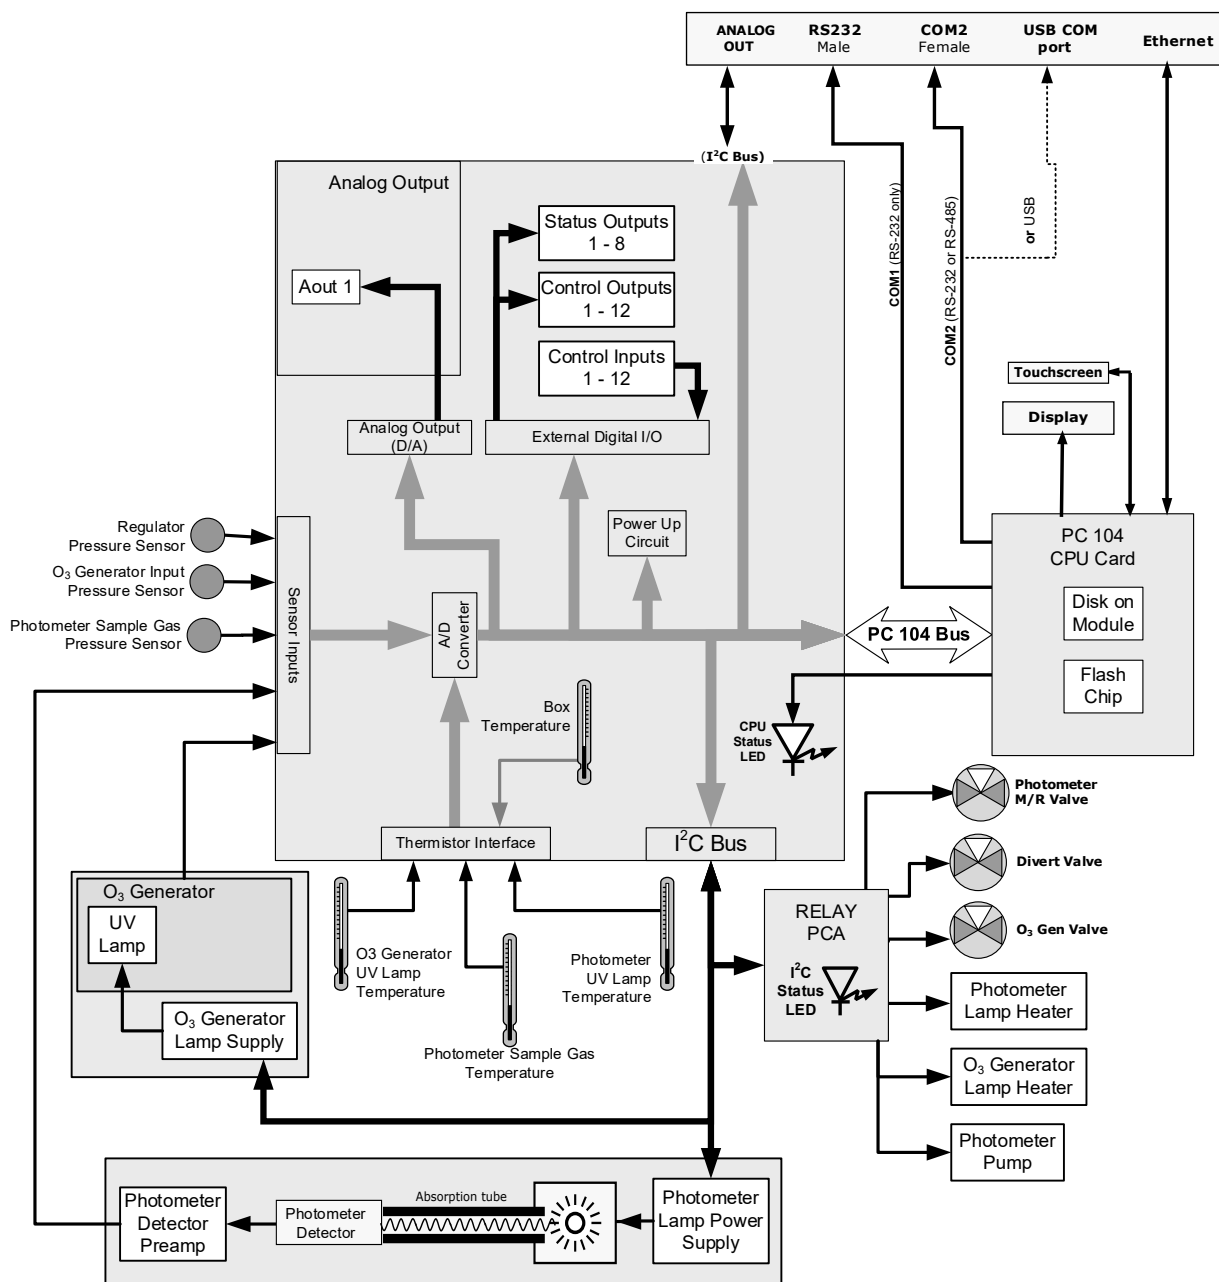 ANALOG
OUT
RS232
Male
COM2
Female
USB COM
port
Ethernet
(I²C Bus)
Analog Output
Status Outputs
1 - 8
Aout 1
Control Outputs
1 - 12
Control Inputs
1 - 12
COM1 (RS-232 only)
COM2 (RS-232 or RS-485)
or USB
Touchscreen
Display
Analog Output
(D/A)
External Digital I/O
Regulator
Pressure Sensor
O₃ Generator Input
Pressure Sensor
Photometer Sample Gas
Pressure Sensor
Sensor Inputs
A/D
Converter
Power Up
Circuit
PC 104 Bus
PC 104
CPU Card
Disk on
Module
Flash
Chip
Box
Temperature
CPU
Status
LED
Thermistor Interface
I²C Bus
Photometer
M/R Valve
Divert Valve
O₃ Gen Valve
O₃ Generator
UV
Lamp
O₃ Generator
Lamp Supply
O3 Generator
UV Lamp
Temperature
Photometer
UV Lamp
Temperature
Photometer Sample Gas
Temperature
RELAY
PCA
I²C
Status
LED
Photometer
Lamp Heater
O₃ Generator
Lamp Heater
Photometer
Pump
Photometer
Detector
Preamp
Photometer
Detector
Absorption tube
Photometer
Lamp Power
Supply